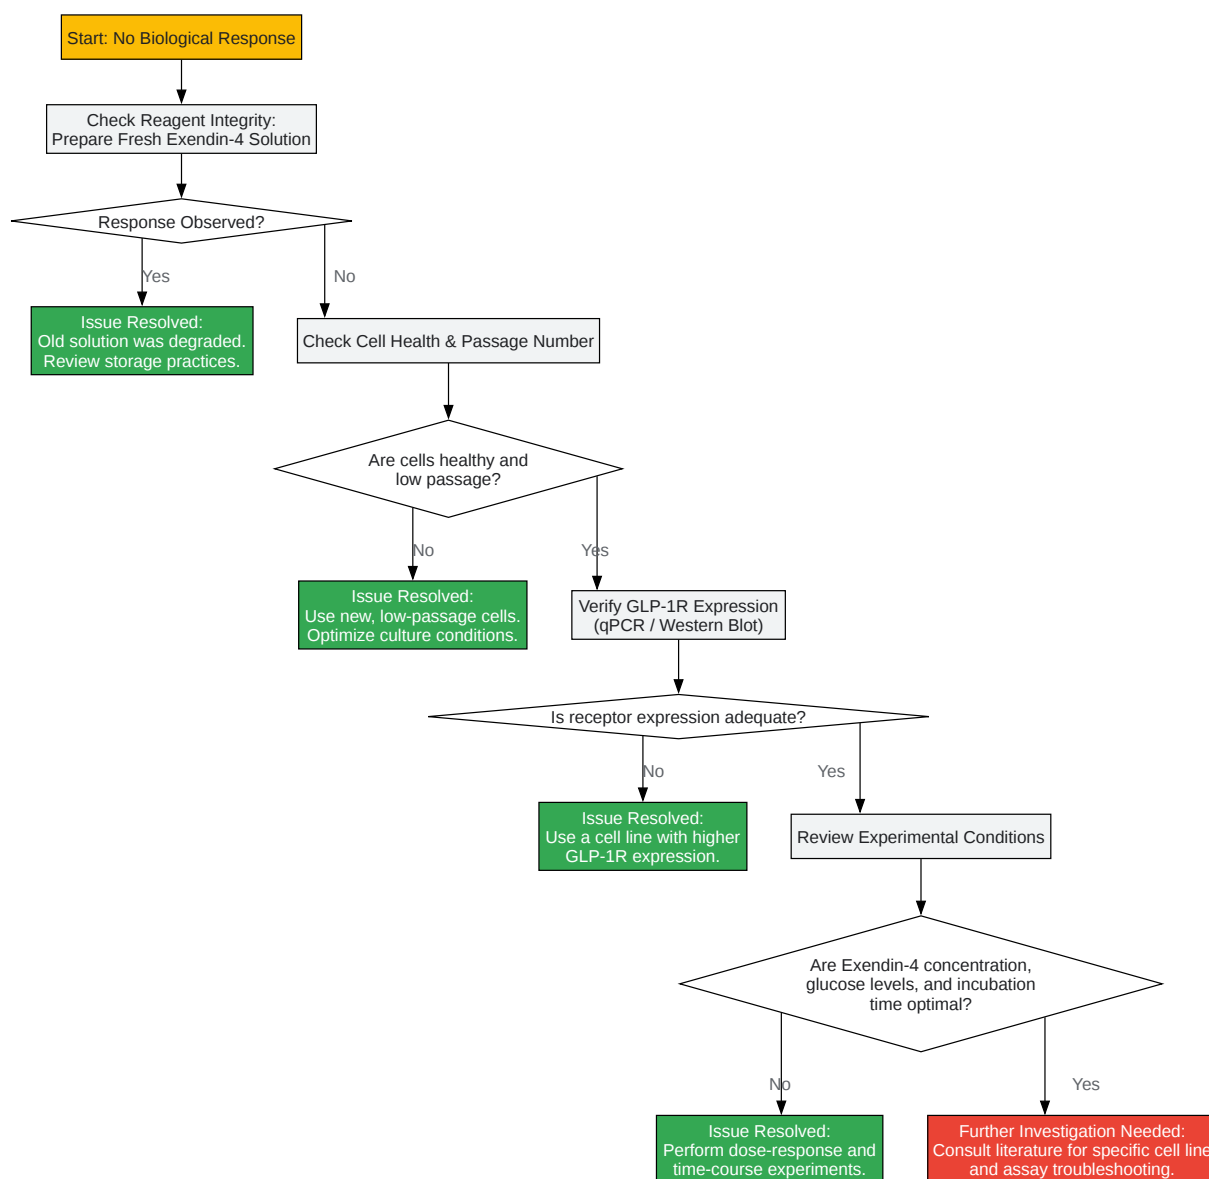 Start: No Biological Response
Check Reagent Integrity:
Prepare Fresh Exendin-4 Solution
Response Observed?
Yes
No
Issue Resolved:
Old solution was degraded.
Review storage practices.
Check Cell Health & Passage Number
Are cells healthy and
low passage?
No
Yes
Issue Resolved:
Use new, low-passage cells.
Optimize culture conditions.
Verify GLP-1R Expression
(qPCR / Western Blot)
Is receptor expression adequate?
No
Yes
Issue Resolved:
Use a cell line with higher
GLP-1R expression.
Review Experimental Conditions
Are Exendin-4 concentration,
glucose levels, and incubation
time optimal?
No
Yes
Issue Resolved:
Perform dose-response and
time-course experiments.
Further Investigation Needed:
Consult literature for specific cell line
and assay troubleshooting.